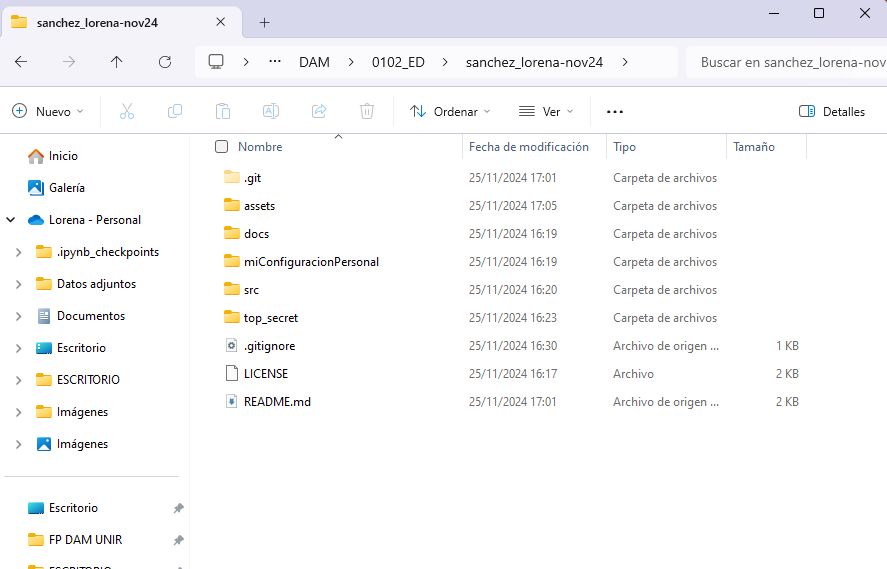 sanchez_lorena-nov24
DAM 0102_ED sanchez_lorena-nov24 Buscar en sanchez_lorena-nov
Nuevo Ordenar Ver Detalles
Nombre Fecha de modificación Tipo Tamaño
Inicio
Galería
Lorena - Personal
.ipynb_checkpoints
Datos adjuntos
Documentos
Escritorio
ESCRITORIO
Imágenes
Imágenes
Escritorio
FP DAM UNIR
ESCRITORIO
.git 25/11/2024 17:01 Carpeta de archivos
assets 25/11/2024 17:05 Carpeta de archivos
docs 25/11/2024 16:19 Carpeta de archivos
miConfiguracionPersonal 25/11/2024 16:19 Carpeta de archivos
src 25/11/2024 16:20 Carpeta de archivos
top_secret 25/11/2024 16:23 Carpeta de archivos
.gitignore 25/11/2024 16:30 Archivo de origen ... 1 KB
LICENSE 25/11/2024 16:17 Archivo 2 KB
README.md 25/11/2024 17:01 Archivo de origen ... 2 KB